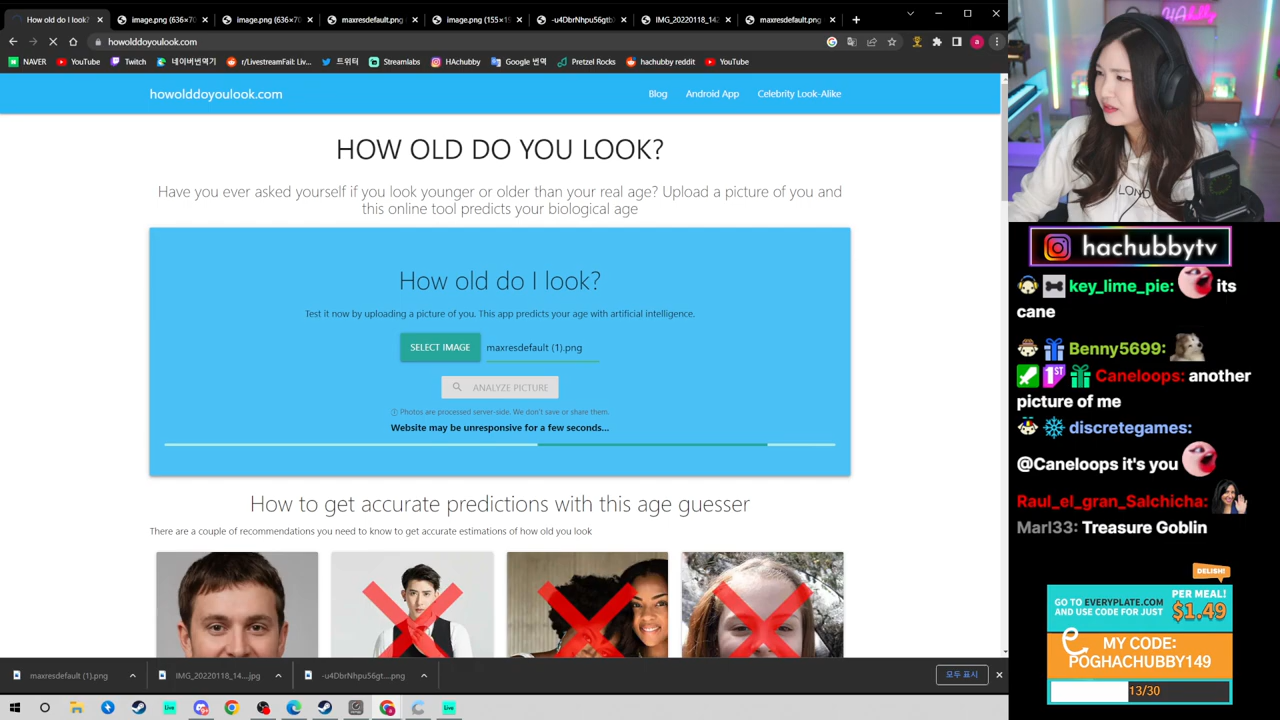 How old do I look?
image.png (636×70
image.png (636×70
maxresdefault.png
image.png (155×19
-u4DbrNhpu56gtb
IMG_20220118_142
maxresdefault.png
howolddoyoulook.com
NAVER
YouTube
Twitch
네이버번역기
r/LivestreamFail: Liv...
트위터
Streamlabs
HAchubby
Google 번역
Pretzel Rocks
hachubby reddit
YouTube
howolddoyoulook.com
Blog
Android App
Celebrity Look-Alike
HOW OLD DO YOU LOOK?
Have you ever asked yourself if you look younger or older than your real age? Upload a picture of you and
this online tool predicts your biological age
How old do I look?
Test it now by uploading a picture of you. This app predicts your age with artificial intelligence.
SELECT IMAGE
maxresdefault (1).png
ANALYZE PICTURE
Photos are processed server-side. We don't save or share them.
Website may be unresponsive for a few seconds...
How to get accurate predictions with this age guesser
There are a couple of recommendations you need to know to get accurate estimations of how old you look
maxresdefault (1).png
IMG_20220118_14....jpg
-u4DbrNhpu56gt....png
모두 표시
hachubbytv
key_lime_pie: its
cane
Benny5699:
Caneloops: another
picture of me
discretegames:
@Caneloops it's you
Raul_el_gran_Salchicha:
Marl33: Treasure Goblin
DELISH!
GO TO EVERYPLATE.COM
AND USE CODE FOR JUST
PER MEAL!
$1.49
MY CODE:
POGHACHUBBY149
13/30